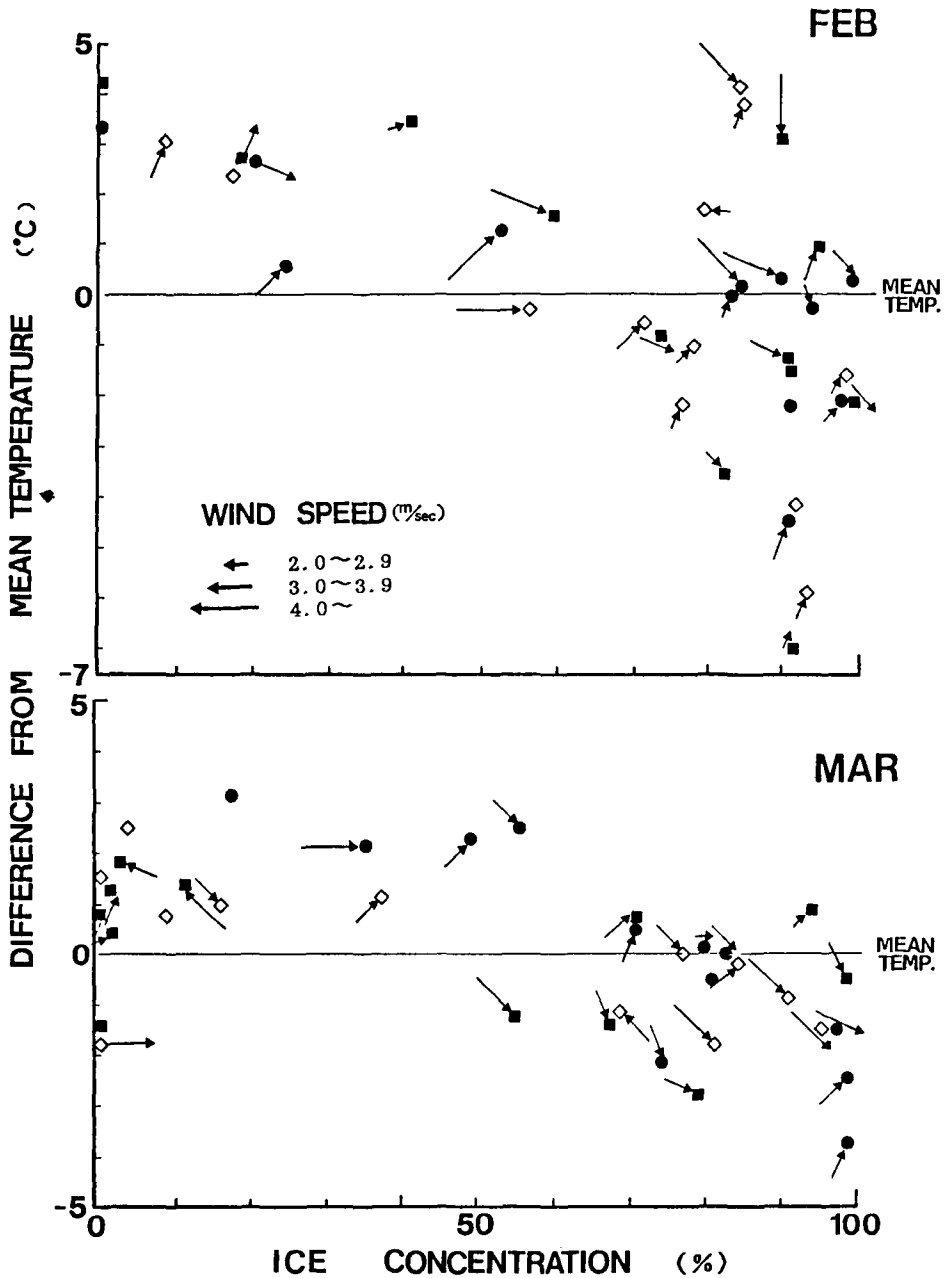 FEB
5
0
-7
MEAN
TEMP.
WIND SPEED (m/sec)
2.0~2.9
3.0~3.9
4.0~
DIFFERENCE FROM MEAN TEMPERATURE (°C)
MAR
5
0
-5
MEAN
TEMP.
0
50
100
ICE CONCENTRATION (%)